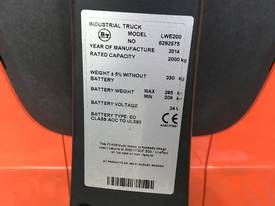 INDUSTRIAL TRUCK
MODEL LWE200
NO 6292575
YEAR OF MANUFACTURE 2014
RATED CAPACITY 2000 kg
WEIGHT ± 5% WITHOUT 350 kg
BATTERY
BATTERY WEIGHT MAX 285 kg
MIN 209 kg
BATTERY VOLTAGE 24 V
BATTERY TYPE: EO
CLASS ACC TO UL583